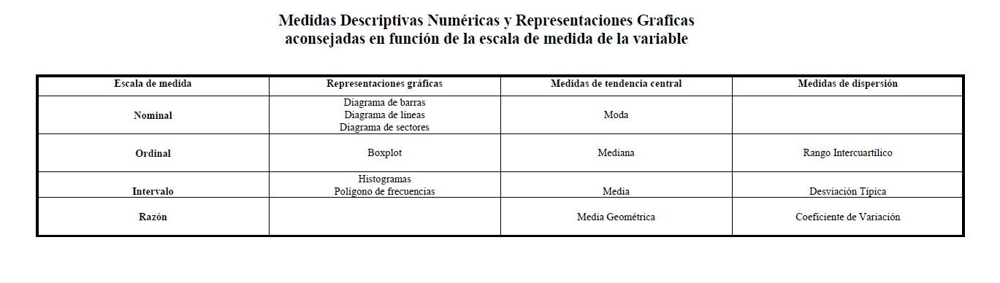 Medidas Descriptivas Numéricas y Representaciones Graficas
aconsejadas en función de la escala de medida de la variable
Escala de medida Representaciones gráficas Medidas de tendencia central Medidas de dispersión
Nominal
Diagrama de barras
Diagrama de líneas
Diagrama de sectores
Moda
Ordinal Boxplot Mediana Rango Intercuartílico
Intervalo
Histogramas
Polígono de frecuencias
Media Desviación Típica
Razón Media Geométrica Coeficiente de Variación